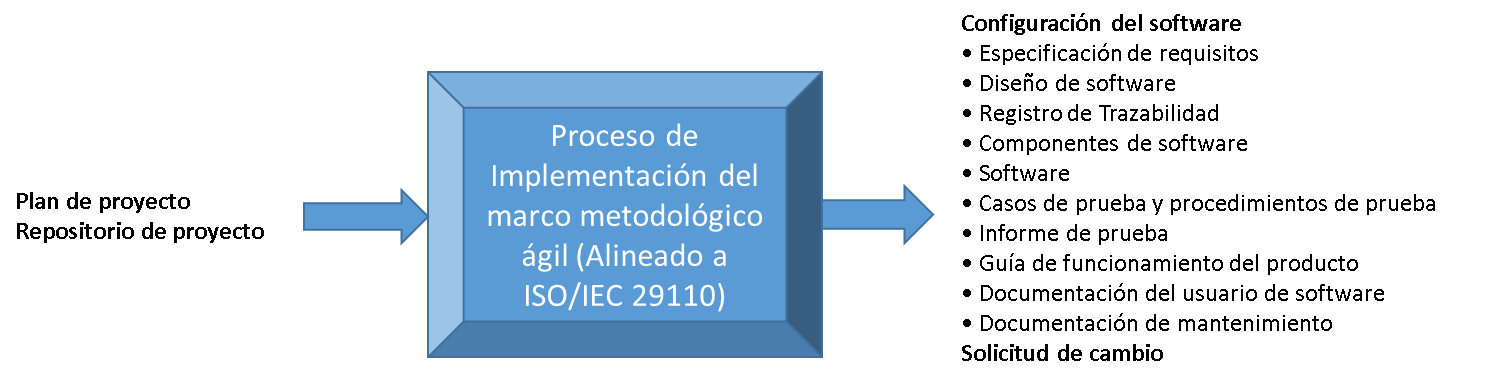 Plan de proyecto
Repositorio de proyecto
Proceso de
Implementación del
marco metodológico
ágil (Alineado a
ISO/IEC 29110)
Configuración del software
• Especificación de requisitos
• Diseño de software
• Registro de Trazabilidad
• Componentes de software
• Software
• Casos de prueba y procedimientos de prueba
• Informe de prueba
• Guía de funcionamiento del producto
• Documentación del usuario de software
• Documentación de mantenimiento
Solicitud de cambio